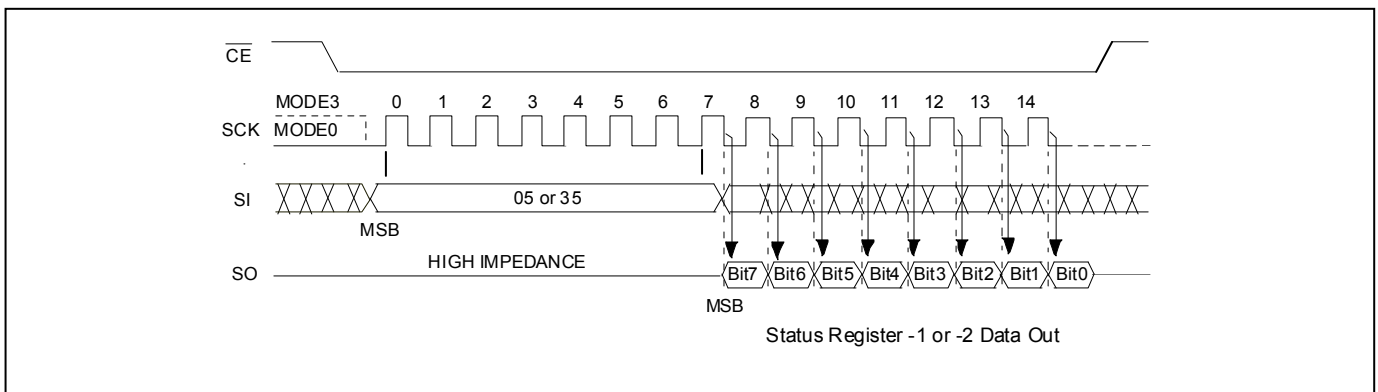 CE
MODE3 0 1 2 3 4 5 6 7 8 9 10 11 12 13 14
SCK MODE0
SI 05 or 35
MSB
SO HIGH IMPEDANCE Bit7 Bit6 Bit5 Bit4 Bit3 Bit2 Bit1 Bit0
MSB
Status Register -1 or -2 Data Out